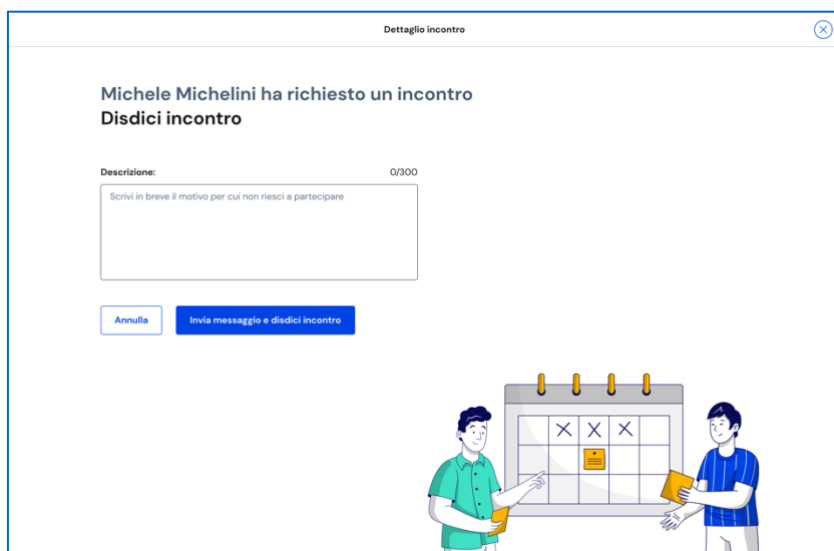 Dettaglio incontro
Michele Michelini ha richiesto un incontro
Disdici incontro
Descrizione: 0/300
Scrivi in breve il motivo per cui non riesci a partecipare
Annulla Invia messaggio e disdici incontro